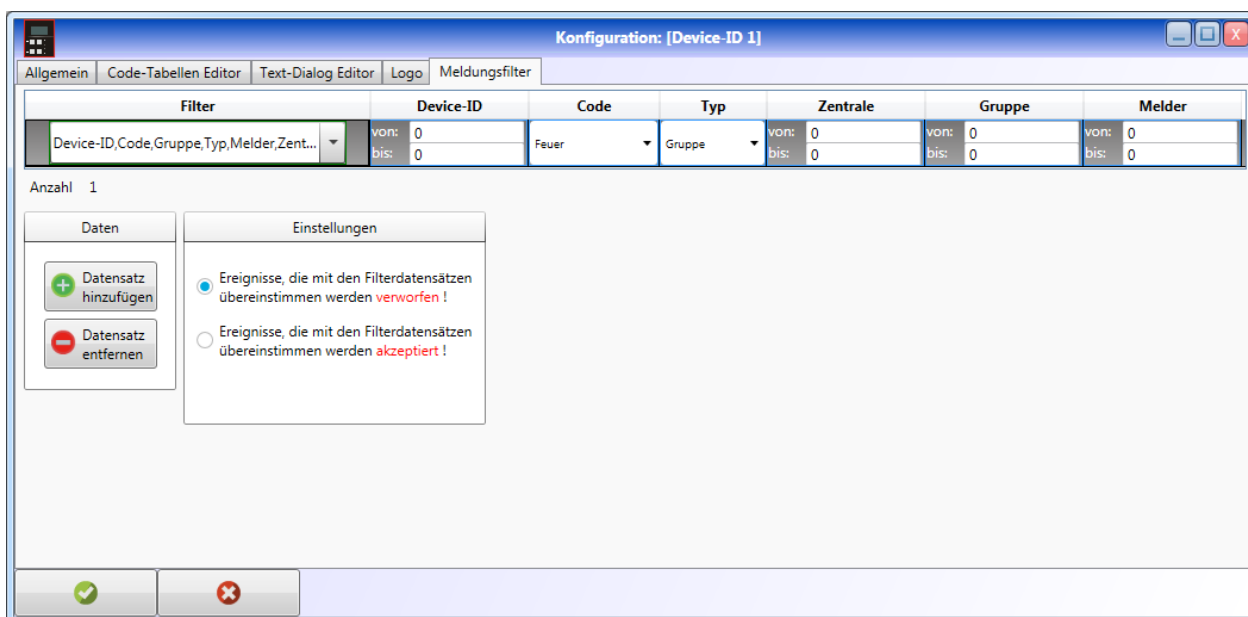 Konfiguration: [Device-ID 1]
X
Allgemein Code-Tabellen Editor Text-Dialog Editor Logo Meldungsfilter
Filter Device-ID Code Typ Zentrale Gruppe Melder
Device-ID,Code,Gruppe,Typ,Melder,Zent... von: 0 Feuer Gruppe von: 0 von: 0 von: 0
bis: 0 bis: 0 bis: 0 bis: 0
Anzahl 1
Daten Einstellungen
Datensatz
hinzufügen
Datensatz
entfernen
Ereignisse, die mit den Filterdatensätzen
übereinstimmen werden verworfen !
Ereignisse, die mit den Filterdatensätzen
übereinstimmen werden akzeptiert !